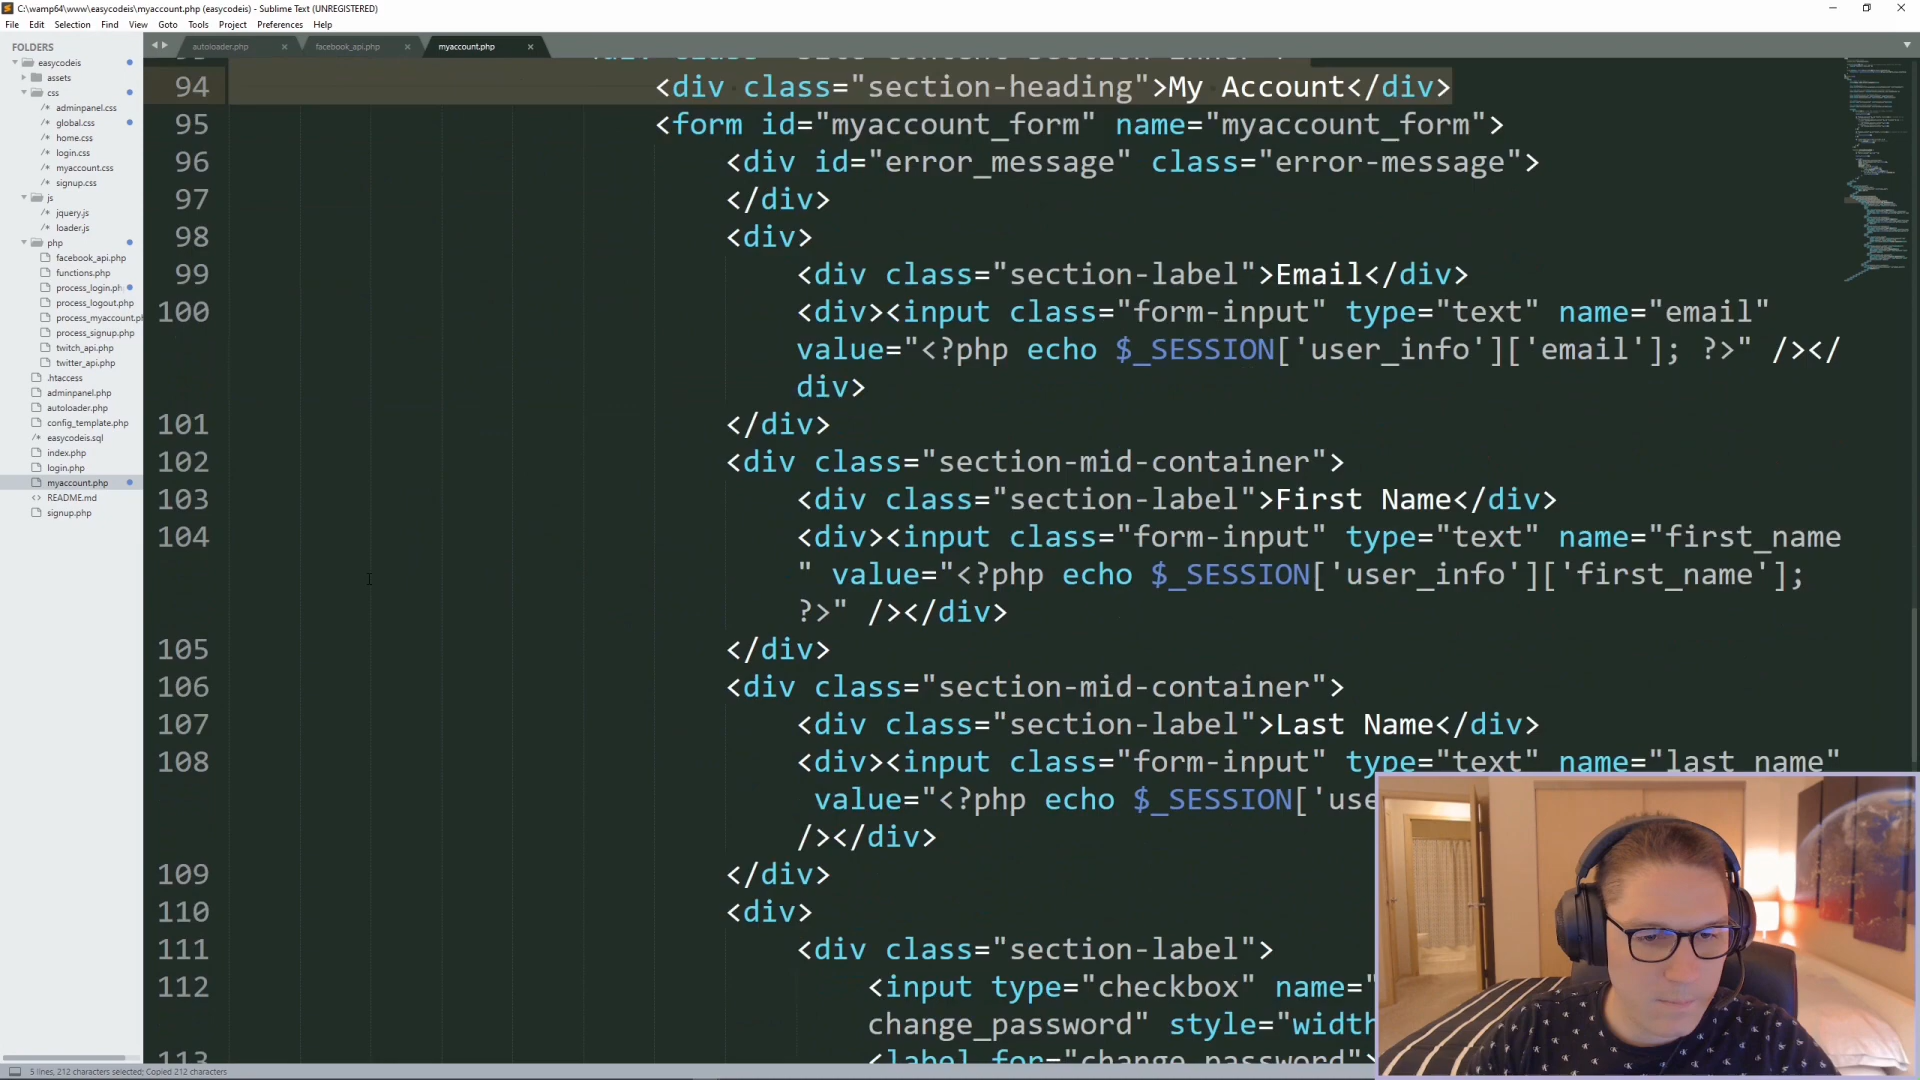 C:\wamp64\www\easycodeis\myaccount.php (easycodeis) - Sublime Text (UNREGISTERED)
File Edit Selection Find View Goto Tools Project Preferences Help
FOLDERS
easycodeis
assets
css
adminpanel.css
global.css
home.css
login.css
myaccount.css
signup.css
js
jquery.js
loader.js
php
facebook_api.php
functions.php
process_login.ph
process_logout.php
process_myaccount.ph
process_signup.php
twitch_api.php
twitter_api.php
.htaccess
adminpanel.php
autoloader.php
config_template.php
easycodeis.sql
index.php
login.php
myaccount.php
README.md
signup.php
autoloader.php facebook_api.php myaccount.php
94 <div class="section-heading">My Account</div>
95 <form id="myaccount_form" name="myaccount_form">
96 <div id="error_message" class="error-message">
97 </div>
98 <div>
99 <div class="section-label">Email</div>
100 <div><input class="form-input" type="text" name="email"
value="<?php echo $_SESSION['user_info']['email']; ?>" /></
div>
101 </div>
102 <div class="section-mid-container">
103 <div class="section-label">First Name</div>
104 <div><input class="form-input" type="text" name="first_name
" value="<?php echo $_SESSION['user_info']['first_name'];
?>" /></div>
105 </div>
106 <div class="section-mid-container">
107 <div class="section-label">Last Name</div>
108 <div><input class="form-input" type="text" name="last_name"
value="<?php echo $_SESSION['use
/></div>
109 </div>
110 <div>
111 <div class="section-label">
112 <input type="checkbox" name="
change_password" style="width
113 <label for="change_password">
5 lines, 212 characters selected; Copied 212 characters